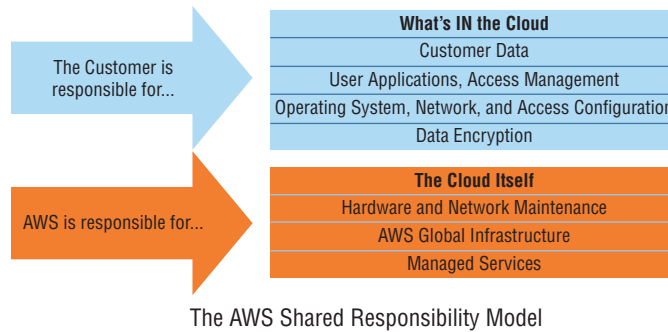 What's IN the Cloud
Customer Data
The Customer is
responsible for...
User Applications, Access Management
Operating System, Network, and Access Configuration
Data Encryption
The Cloud Itself
Hardware and Network Maintenance
AWS is responsible for...
AWS Global Infrastructure
Managed Services
The AWS Shared Responsibility Model